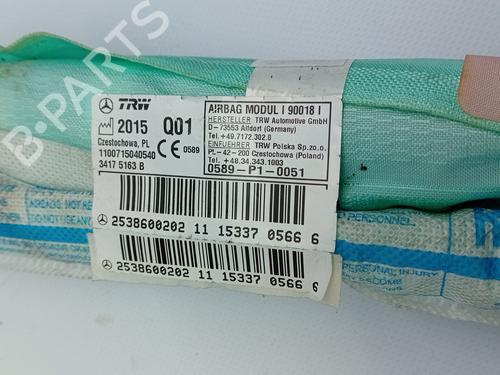 B-PARTS
TRW
2015 Q01
Czestochowa, PL
CE 0589
1100715040540
3417 5163 B
AIRBAG MODUL I 90018 I
HERSTELLER TRW Automotive GmbH
D-73553 Alfdorf (Germany)
Tel.+49.7172.302.0
EINFUEHRER TRW Polska Sp.zo.o.
PL-42-200 Czestochowa (Poland)
Tel.+48.34.343.1003
0589-P1-0051
2538600202 11 15337 0566 6
2538600202 11 15337 0566 6
PERSONNEL
PERSONAL INJURY